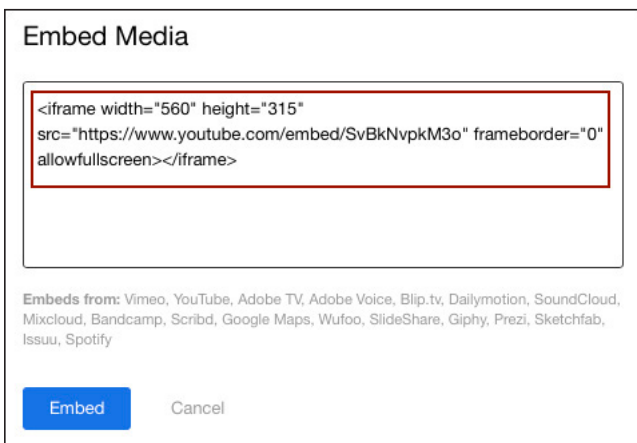 Embed Media
<iframe width="560" height="315"
src="https://www.youtube.com/embed/SvBkNvpkM3o" frameborder="0"
allowfullscreen></iframe>
Embeds from: Vimeo, YouTube, Adobe TV, Adobe Voice, Blip.tv, Dailymotion, SoundCloud,
Mixcloud, Bandcamp, Scribd, Google Maps, Wufoo, SlideShare, Giphy, Prezi, Sketchfab,
Issuu, Spotify
Embed Cancel